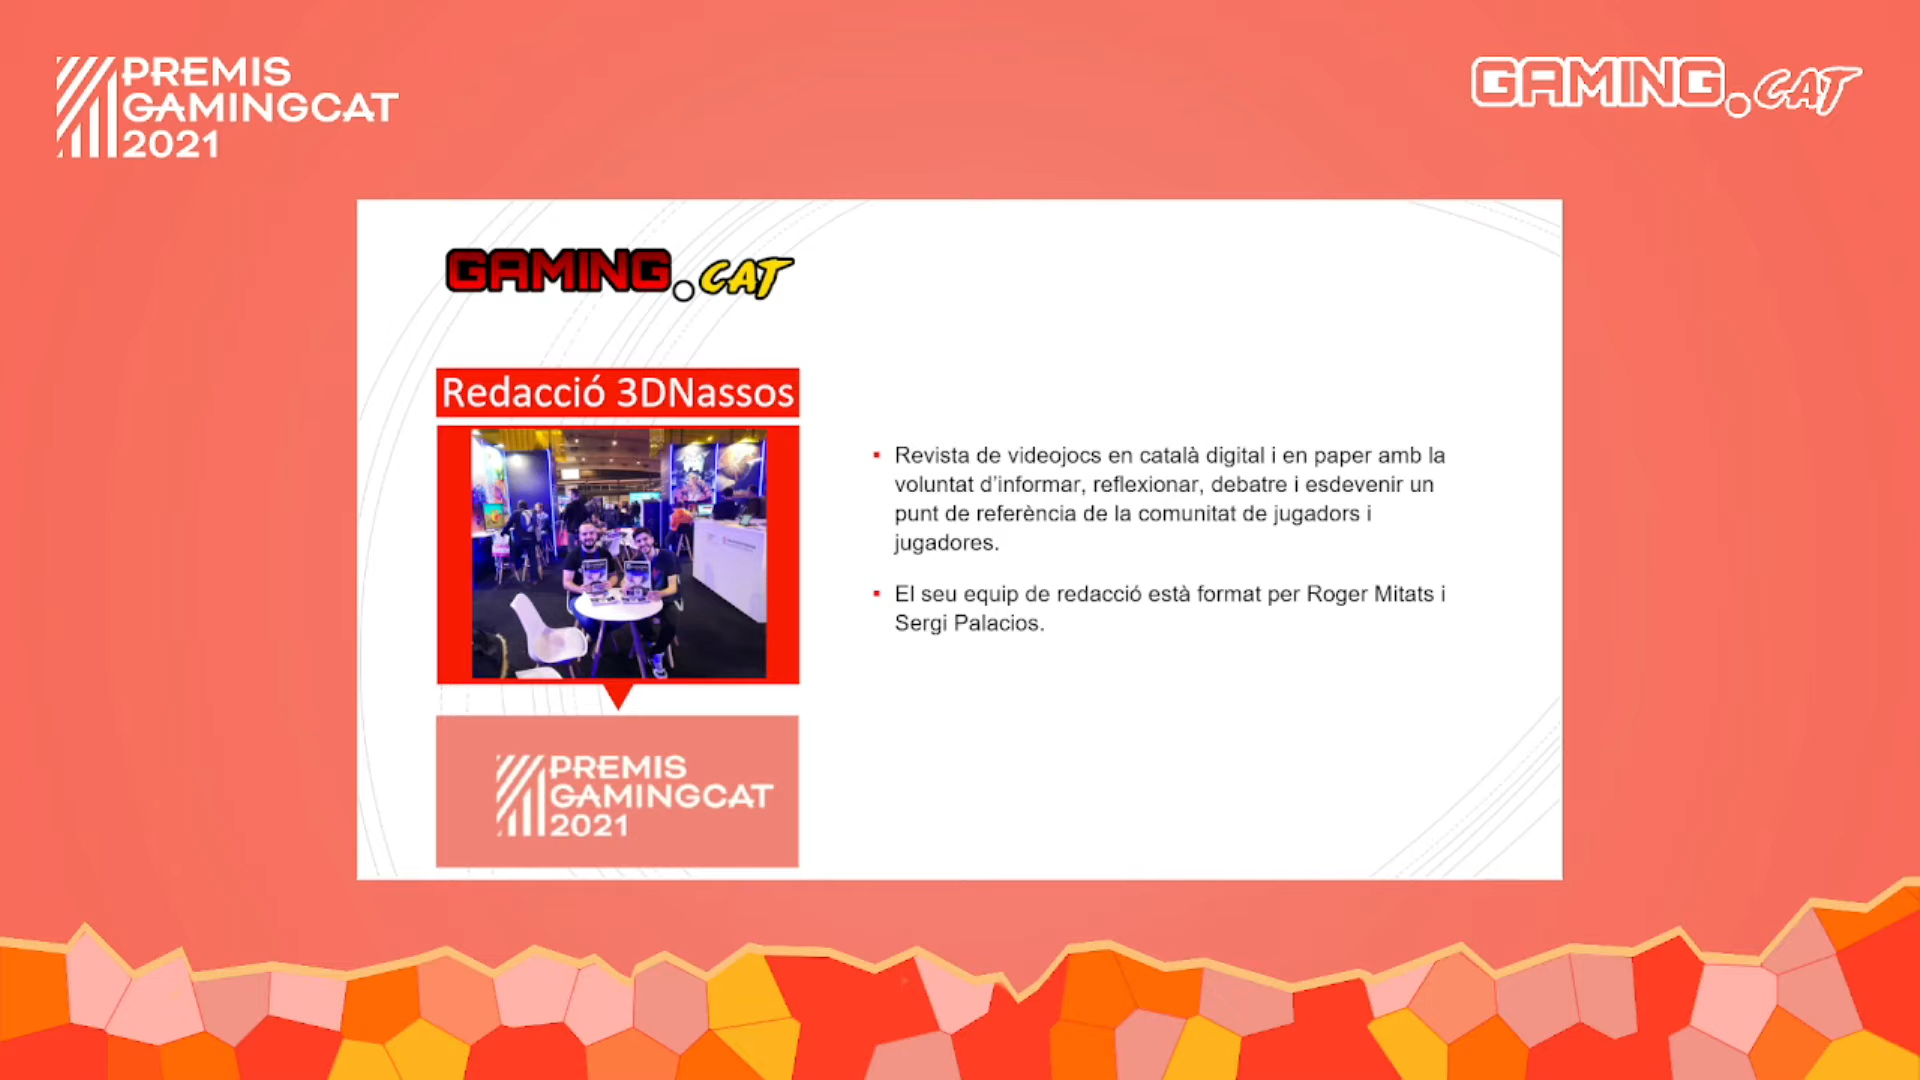 PREMIS
GAMINGCAT
2021
GAMING.CAT
GAMING.CAT
Redacció 3DNassos
▪ Revista de videojocs en català digital i en paper amb la
voluntat d'informar, reflexionar, debatre i esdevenir un
punt de referència de la comunitat de jugadors i
jugadores.
▪ El seu equip de redacció està format per Roger Mitats i
Sergi Palacios.
PREMIS
GAMINGCAT
2021